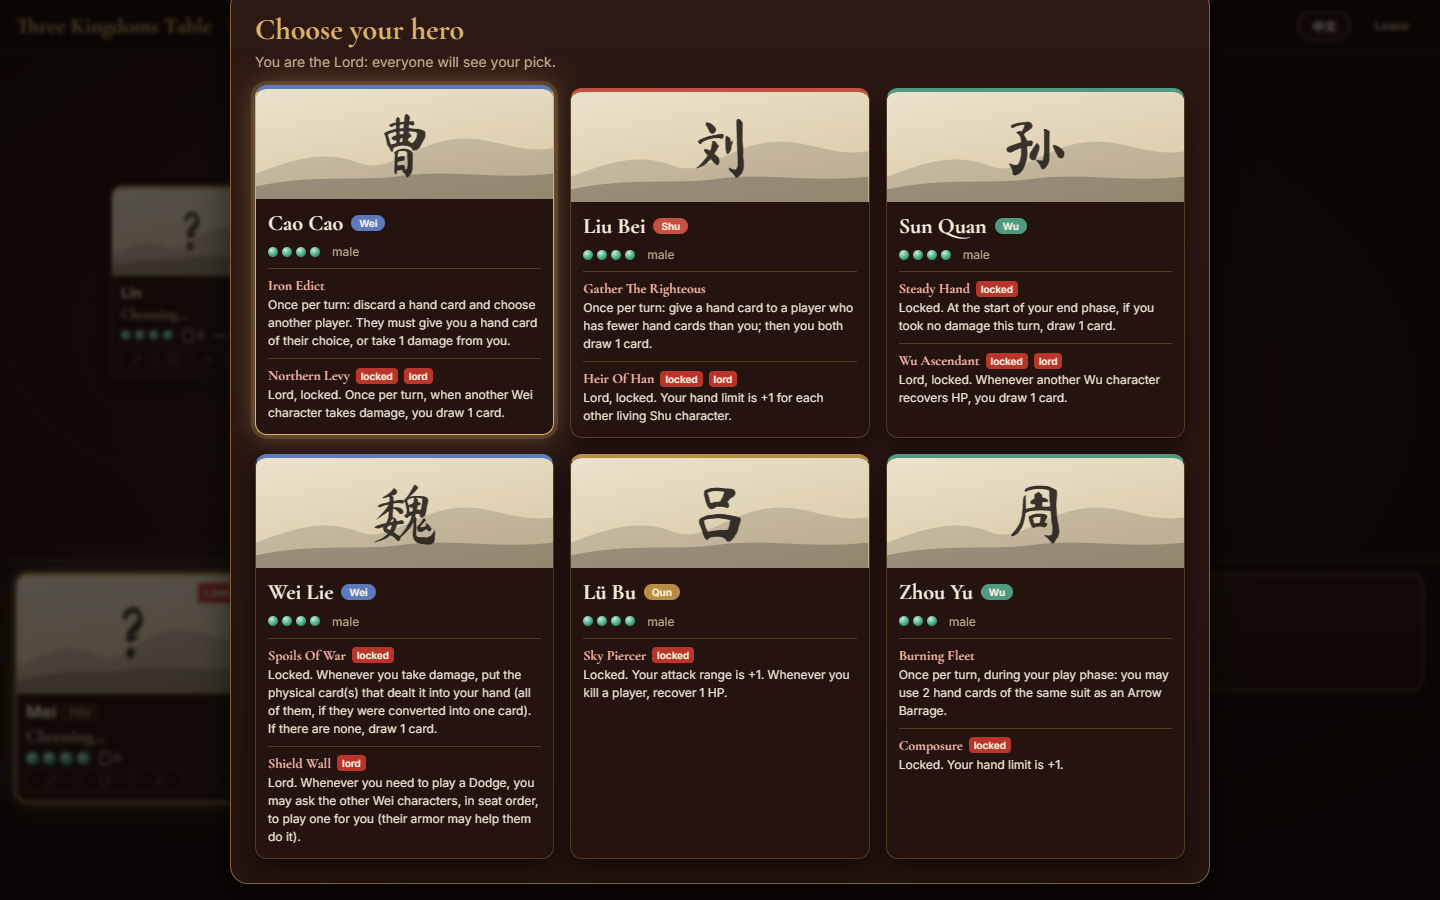 Three Kingdoms Table
中文
Leave
Choose your hero
You are the Lord: everyone will see your pick.
曹
Cao Cao Wei
male
Iron Edict
Once per turn: discard a hand card and choose
another player. They must give you a hand card
of their choice, or take 1 damage from you.
Northern Levy locked lord
Lord, locked. Once per turn, when another Wei
character takes damage, you draw 1 card.
刘
Liu Bei Shu
male
Gather The Righteous
Once per turn: give a hand card to a player who
has fewer hand cards than you; then you both
draw 1 card.
Heir Of Han locked lord
Lord, locked. Your hand limit is +1 for each
other living Shu character.
孙
Sun Quan Wu
male
Steady Hand locked
Locked. At the start of your end phase, if you
took no damage this turn, draw 1 card.
Wu Ascendant locked lord
Lord, locked. Whenever another Wu character
recovers HP, you draw 1 card.
魏
Wei Lie Wei
male
Spoils Of War locked
Locked. Whenever you take damage, put the
physical card(s) that dealt it into your hand (all
of them, if they were converted into one card).
If there are none, draw 1 card.
Shield Wall lord
Lord. Whenever you need to play a Dodge, you
may ask the other Wei characters, in seat order,
to play one for you (their armor may help them
do it).
吕
Lü Bu Qun
male
Sky Piercer locked
Locked. Your attack range is +1. Whenever you
kill a player, recover 1 HP.
周
Zhou Yu Wu
male
Burning Fleet
Once per turn, during your play phase: you may
use 2 hand cards of the same suit as an Arrow
Barrage.
Composure locked
Locked. Your hand limit is +1.
?
Lin
Choosing...
0
?
Mei You
Choosing...
0